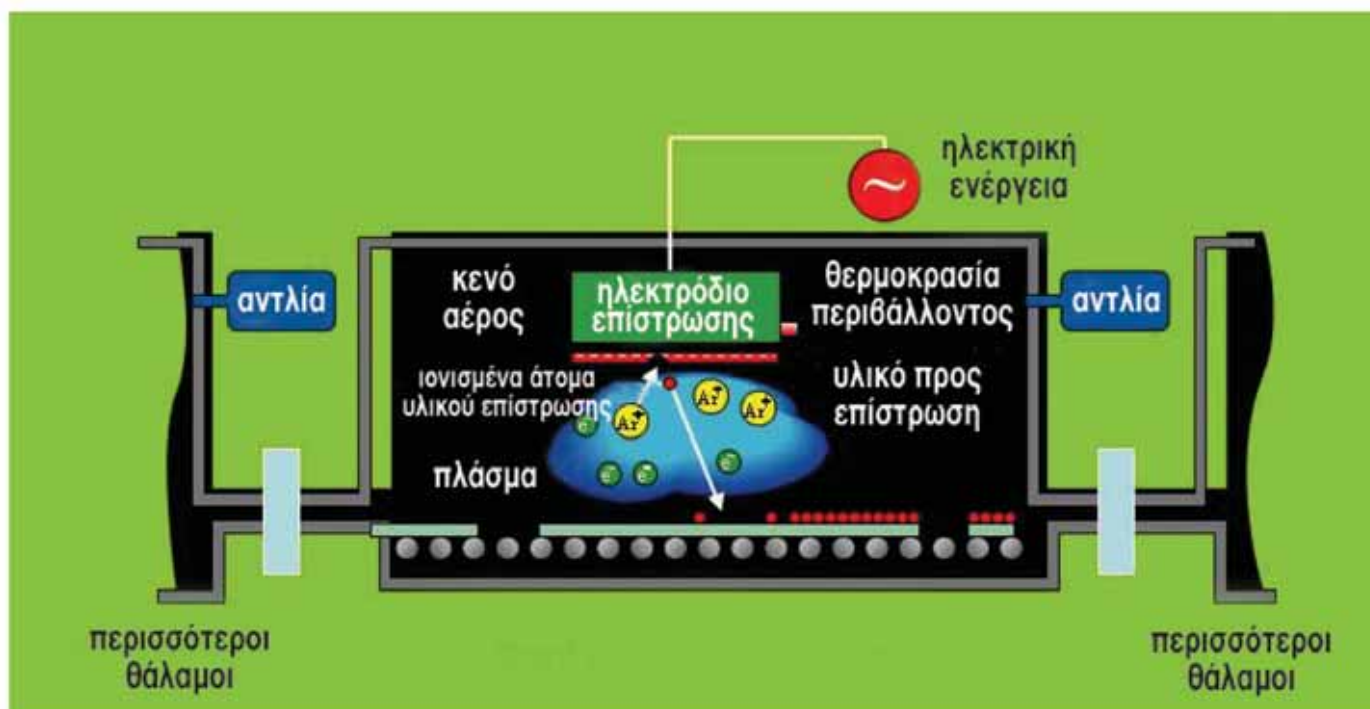 ηλεκτρική
ενέργεια
~
αντλία
κενό
αέρος
ηλεκτρόδιο
επίστρωσης
θερμοκρασία
περιβάλλοντος
αντλία
ιονισμένα άτομα
υλικού επίστρωσης
υλικό προς
επίστρωση
Ar+
Ar+
Ar+
e-
πλάσμα
e-
e-
e-
περισσότεροι
θάλαμοι
περισσότεροι
θάλαμοι